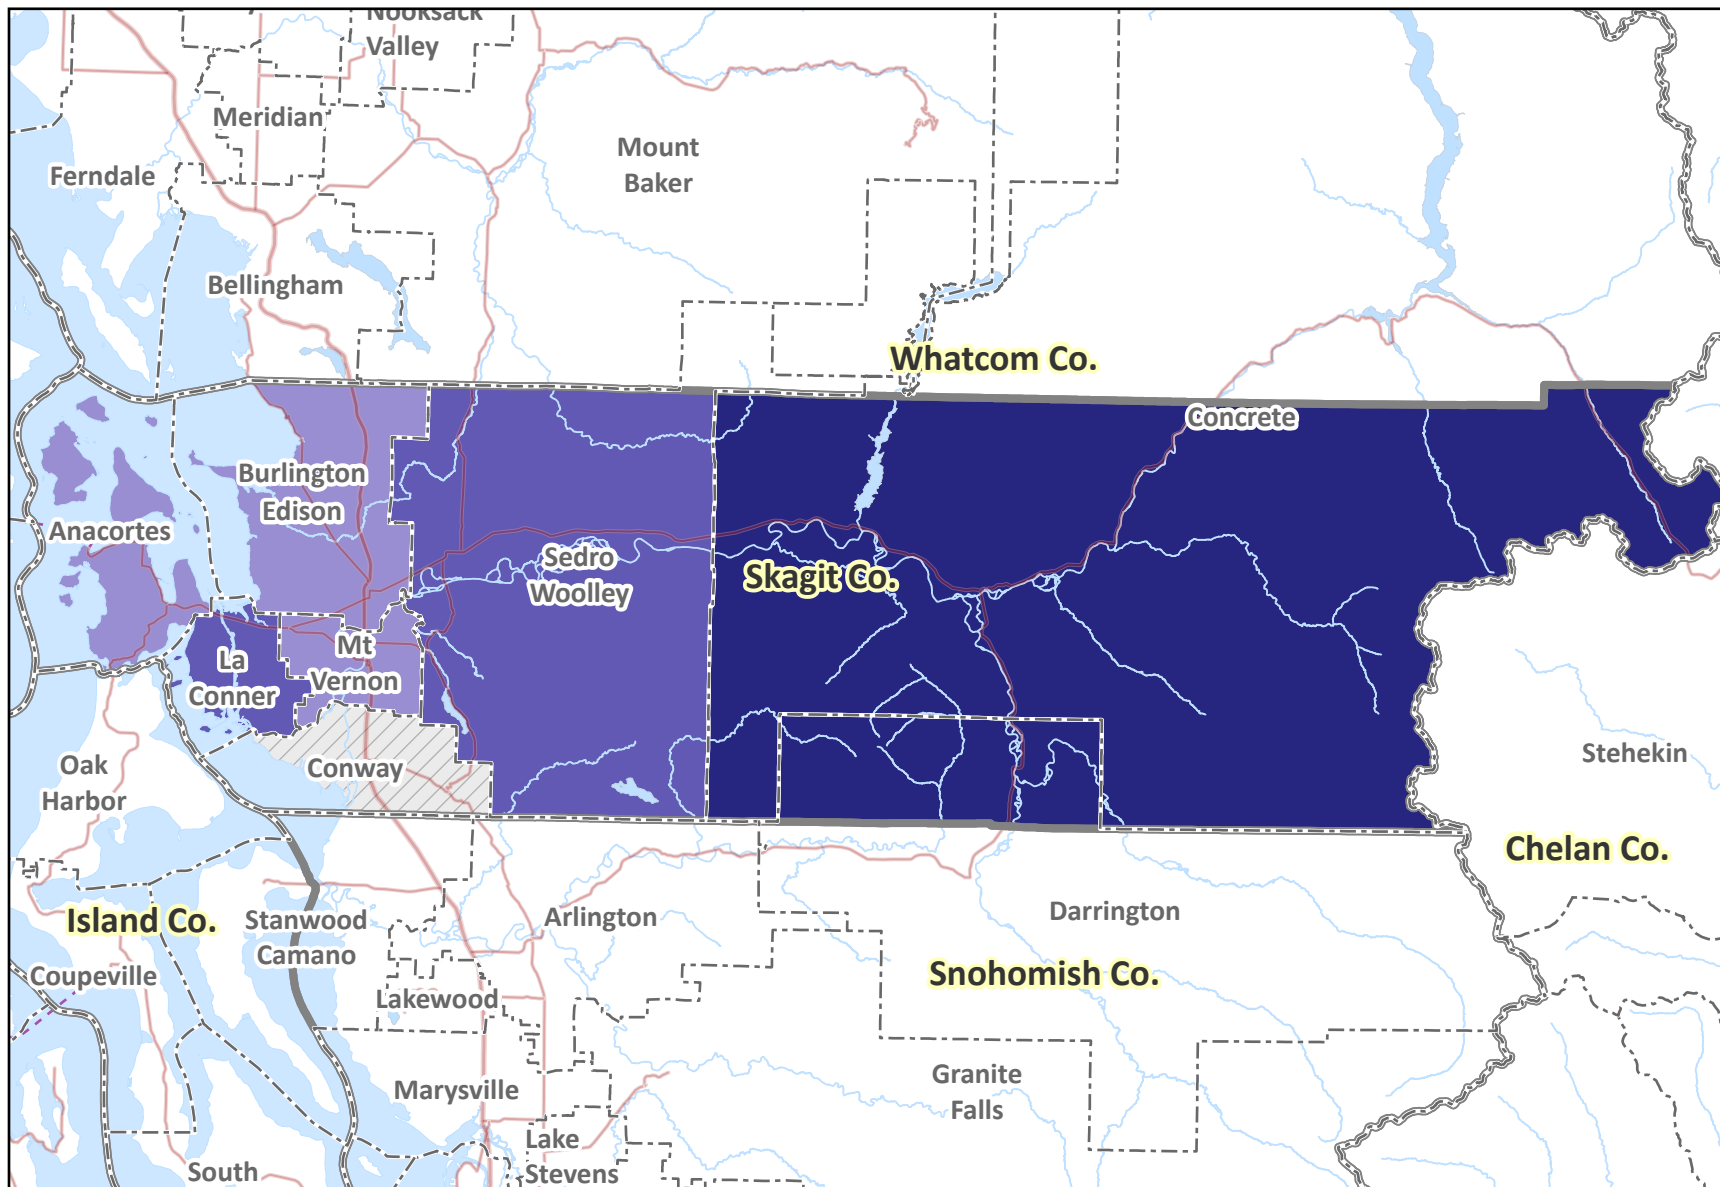 Nooksack
Valley
Meridian
Mount
Baker
Ferndale
Bellingham
Whatcom Co.
Concrete
Burlington
Edison
Anacortes
Sedro
Woolley
Skagit Co.
Mt
Vernon
La
Conner
Conway
Oak
Harbor
Stehekin
Chelan Co.
Island Co.
Stanwood
Camano
Arlington
Darrington
Coupeville
Lakewood
Snohomish Co.
Marysville
Granite
Falls
Lake
Stevens
South